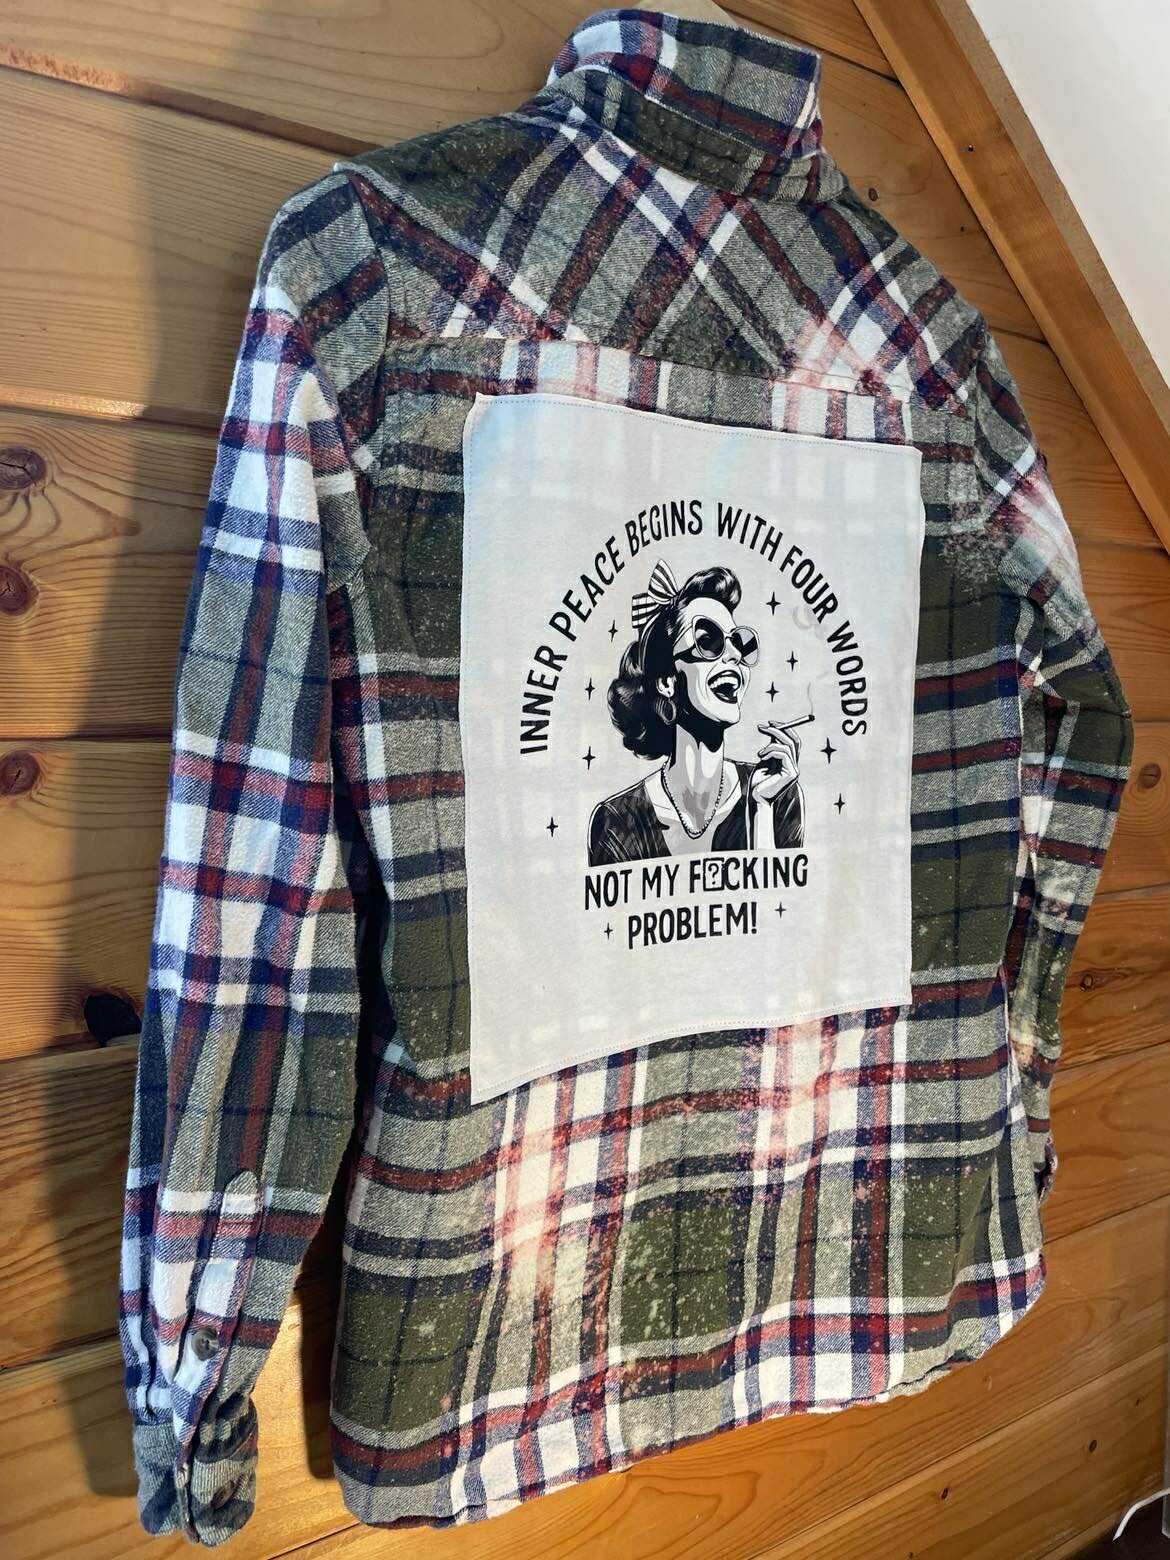 INNER PEACE BEGINS WITH FOUR WORDS
NOT MY F⍰CKING
PROBLEM!